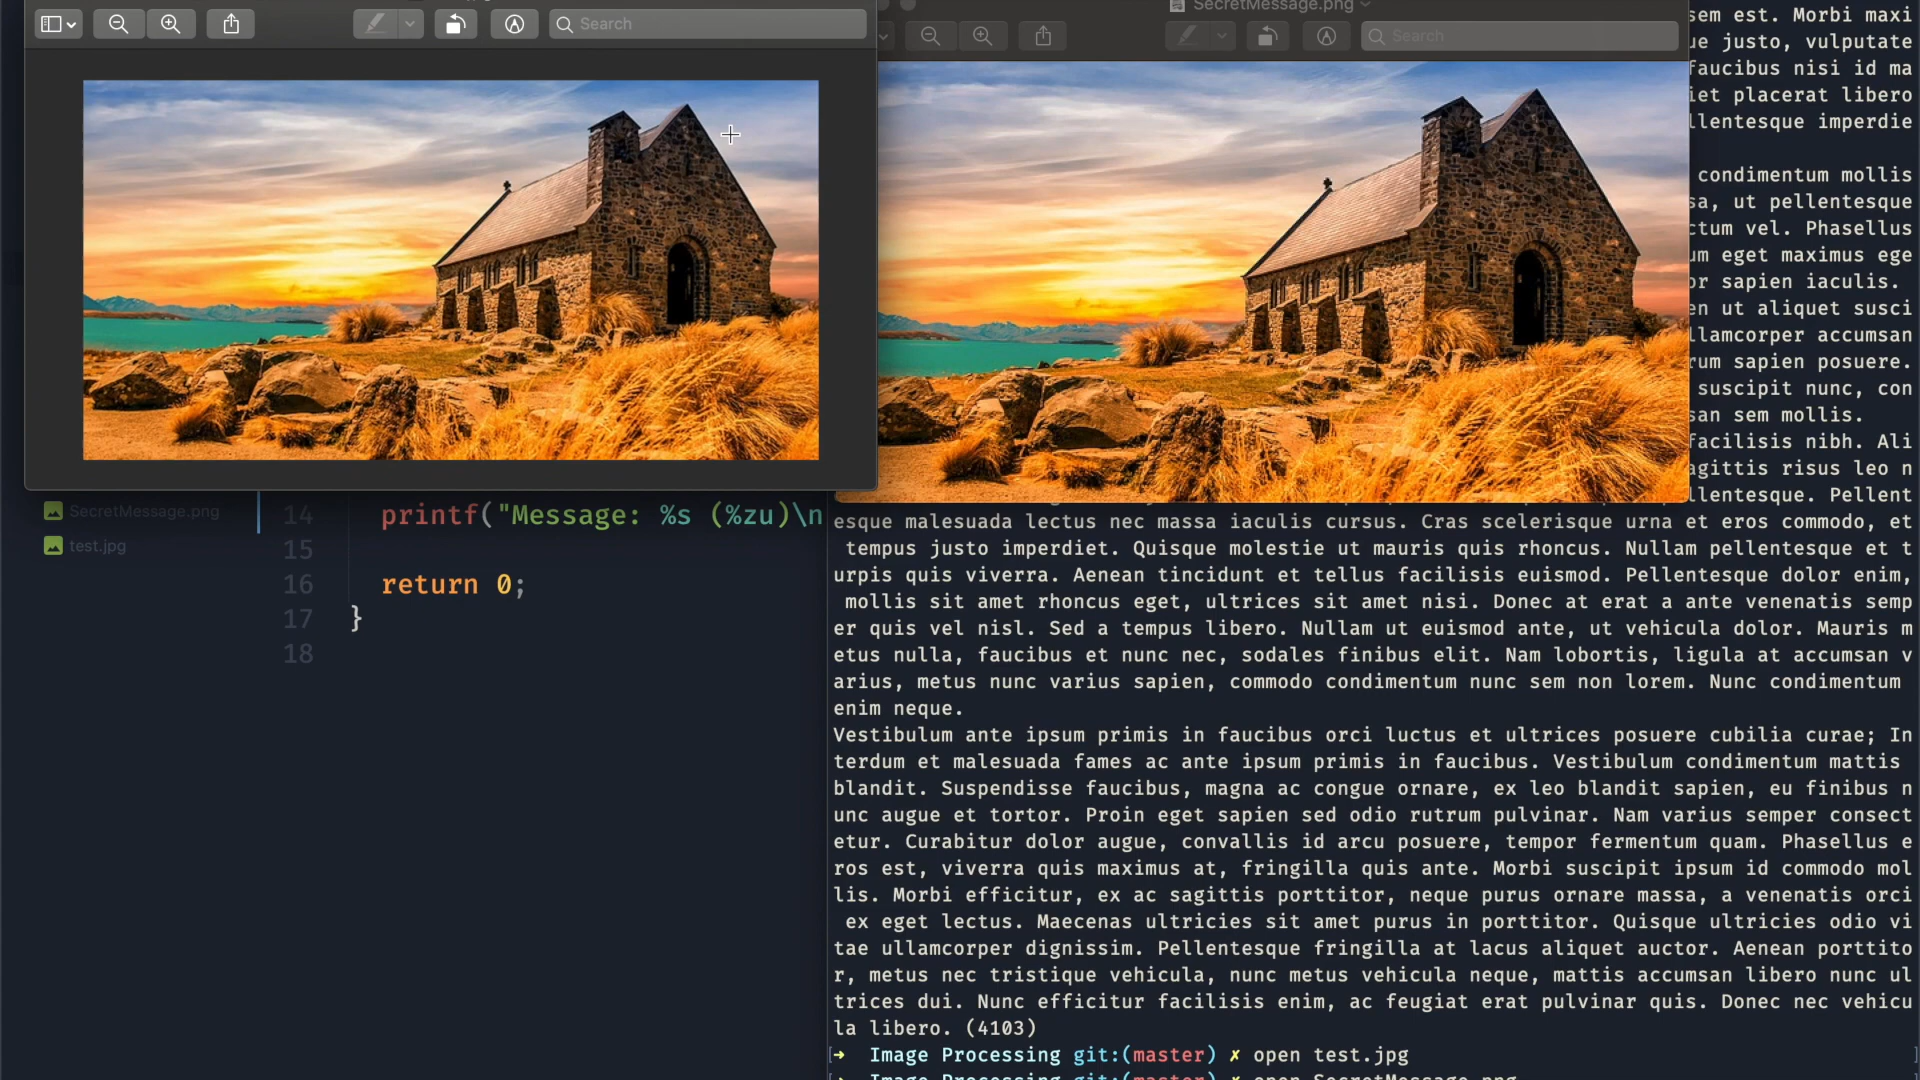 Search
SecretMessage.png
Search
SecretMessage.png
test.jpg
14 printf("Message: %s (%zu)\n
15
16 return 0;
17 }
18
sem est. Morbi maxi
ue justo, vulputate
faucibus nisi id ma
iet placerat libero
llentesque imperdie
condimentum mollis
sa, ut pellentesque
ctum vel. Phasellus
um eget maximus ege
or sapien iaculis.
en ut aliquet susci
llamcorper accumsan
rum sapien posuere.
suscipit nunc, con
san sem mollis.
facilisis nibh. Ali
agittis risus leo n
llentesque. Pellent
esque malesuada lectus nec massa iaculis cursus. Cras scelerisque urna et eros commodo, et
tempus justo imperdiet. Quisque molestie ut mauris quis rhoncus. Nullam pellentesque et t
urpis quis viverra. Aenean tincidunt et tellus facilisis euismod. Pellentesque dolor enim,
mollis sit amet rhoncus eget, ultrices sit amet nisi. Donec at erat a ante venenatis semp
er quis vel nisl. Sed a tempus libero. Nullam ut euismod ante, ut vehicula dolor. Mauris m
etus nulla, faucibus et nunc nec, sodales finibus elit. Nam lobortis, ligula at accumsan v
arius, metus nunc varius sapien, commodo condimentum nunc sem non lorem. Nunc condimentum
enim neque.
Vestibulum ante ipsum primis in faucibus orci luctus et ultrices posuere cubilia curae; In
terdum et malesuada fames ac ante ipsum primis in faucibus. Vestibulum condimentum mattis
blandit. Suspendisse faucibus, magna ac congue ornare, ex leo blandit sapien, eu finibus n
unc augue et tortor. Proin eget sapien sed odio rutrum pulvinar. Nam varius semper consect
etur. Curabitur dolor augue, convallis id arcu posuere, tempor fermentum quam. Phasellus e
ros est, viverra quis maximus at, fringilla quis ante. Morbi suscipit ipsum id commodo mol
lis. Morbi efficitur, ex ac sagittis porttitor, neque purus ornare massa, a venenatis orci
ex eget lectus. Maecenas ultricies sit amet purus in porttitor. Quisque ultricies odio vi
tae ullamcorper dignissim. Pellentesque fringilla at lacus aliquet auctor. Aenean porttito
r, metus nec tristique vehicula, nunc metus vehicula neque, mattis accumsan libero nunc ul
trices dui. Nunc efficitur facilisis enim, ac feugiat erat pulvinar quis. Donec nec vehicu
la libero. (4103)
➜ Image Processing git:(master) ✗ open test.jpg
➜ Image Processing git:(master) ✗ open SecretMessage.png